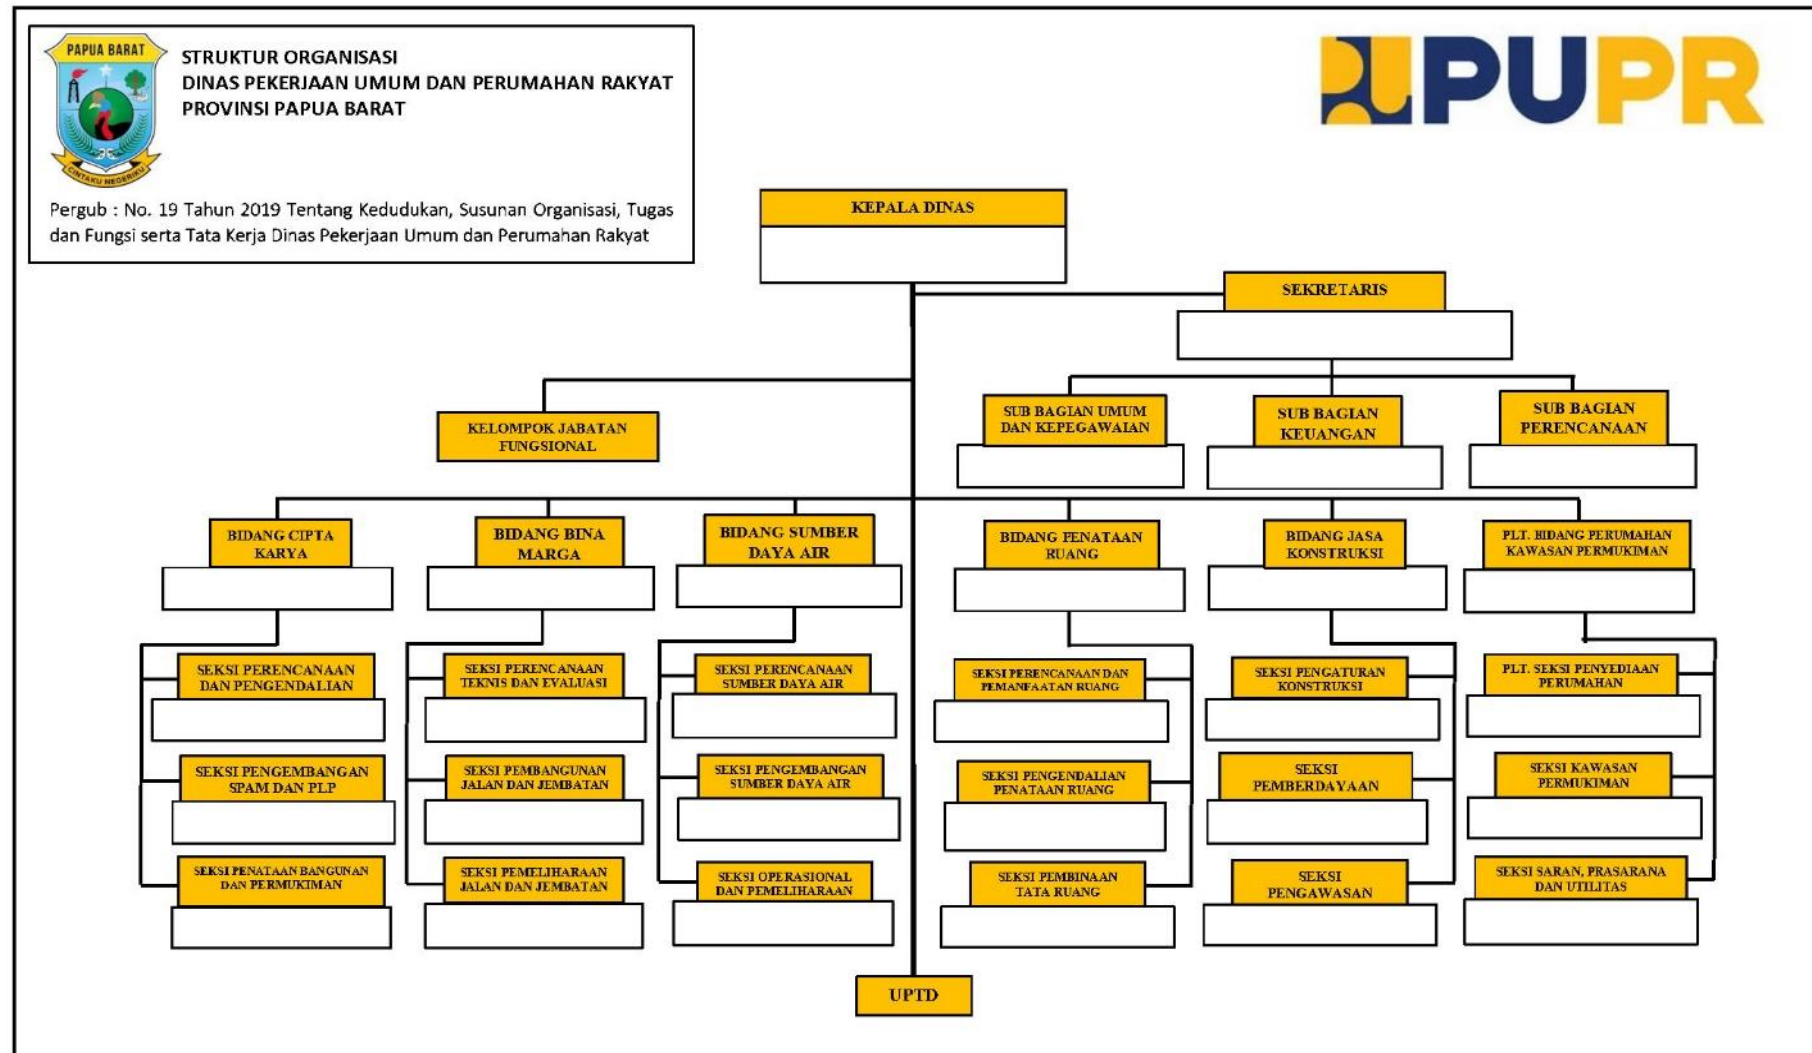 PAPUA BARAT
CINTAKU NEGERIKU
STRUKTUR ORGANISASI
DINAS PEKERJAAN UMUM DAN PERUMAHAN RAKYAT
PROVINSI PAPUA BARAT
Pergub : No. 19 Tahun 2019 Tentang Kedudukan, Susunan Organisasi, Tugas
dan Fungsi serta Tata Kerja Dinas Pekerjaan Umum dan Perumahan Rakyat
PUPR
KEPALA DINAS
SEKRETARIS
KELOMPOK JABATAN
FUNGSIONAL
SUB BAGIAN UMUM
DAN KEPEGAWAIAN
SUB BAGIAN
KEUANGAN
SUB BAGIAN
PERENCANAAN
BIDANG CIPTA
KARYA
BIDANG BINA
MARGA
BIDANG SUMBER
DAYA AIR
BIDANG PENATAAN
RUANG
BIDANG JASA
KONSTRUKSI
PLT. BIDANG PERUMAHAN
KAWASAN PERMUKIMAN
SEKSI PERENCANAAN
DAN PENGENDALIAN
SEKSI PERENCANAAN
TEKNIS DAN EVALUASI
SEKSI PERENCANAAN
SUMBER DAYA AIR
SEKSI PERENCANAAN DAN
PEMANFAATAN RUANG
SEKSI PENGATURAN
KONSTRUKSI
PLT. SEKSI PENYEDIAAN
PERUMAHAN
SEKSI PENGEMBANGAN
SPAM DAN PLP
SEKSI PEMBANGUNAN
JALAN DAN JEMBATAN
SEKSI PENGEMBANGAN
SUMBER DAYA AIR
SEKSI PENGENDALIAN
PENATAAN RUANG
SEKSI
PEMBERDAYAAN
SEKSI KAWASAN
PERMUKIMAN
SEKSI PENATAAN BANGUNAN
DAN PERMUKIMAN
SEKSI PEMELIHARAAN
JALAN DAN JEMBATAN
SEKSI OPERASIONAL
DAN PEMELIHARAAN
SEKSI PEMBINAAN
TATA RUANG
SEKSI
PENGAWASAN
SEKSI SARAN, PRASARANA
DAN UTILITAS
UPTD